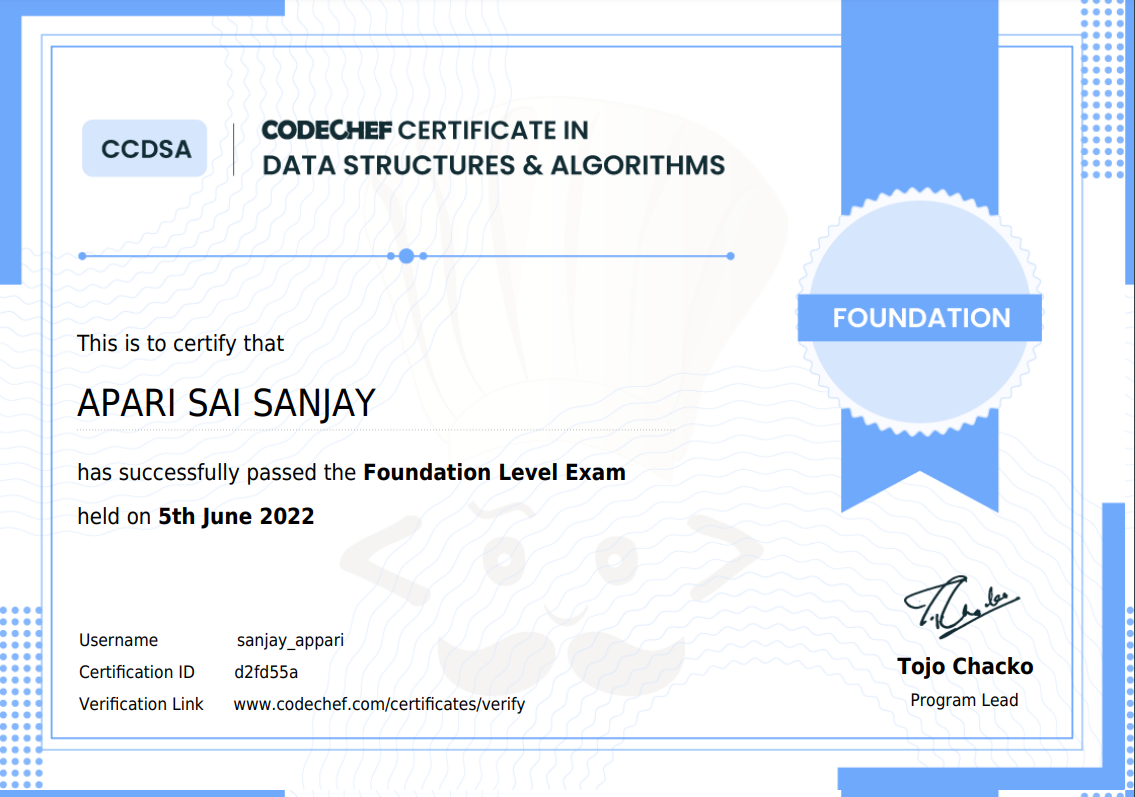 CCDSA
CODECHEF CERTIFICATE IN
DATA STRUCTURES & ALGORITHMS
FOUNDATION
This is to certify that
APARI SAI SANJAY
has successfully passed the Foundation Level Exam
held on 5th June 2022
Username sanjay_appari
Certification ID d2fd55a
Verification Link www.codechef.com/certificates/verify
Tojo Chacko
Program Lead